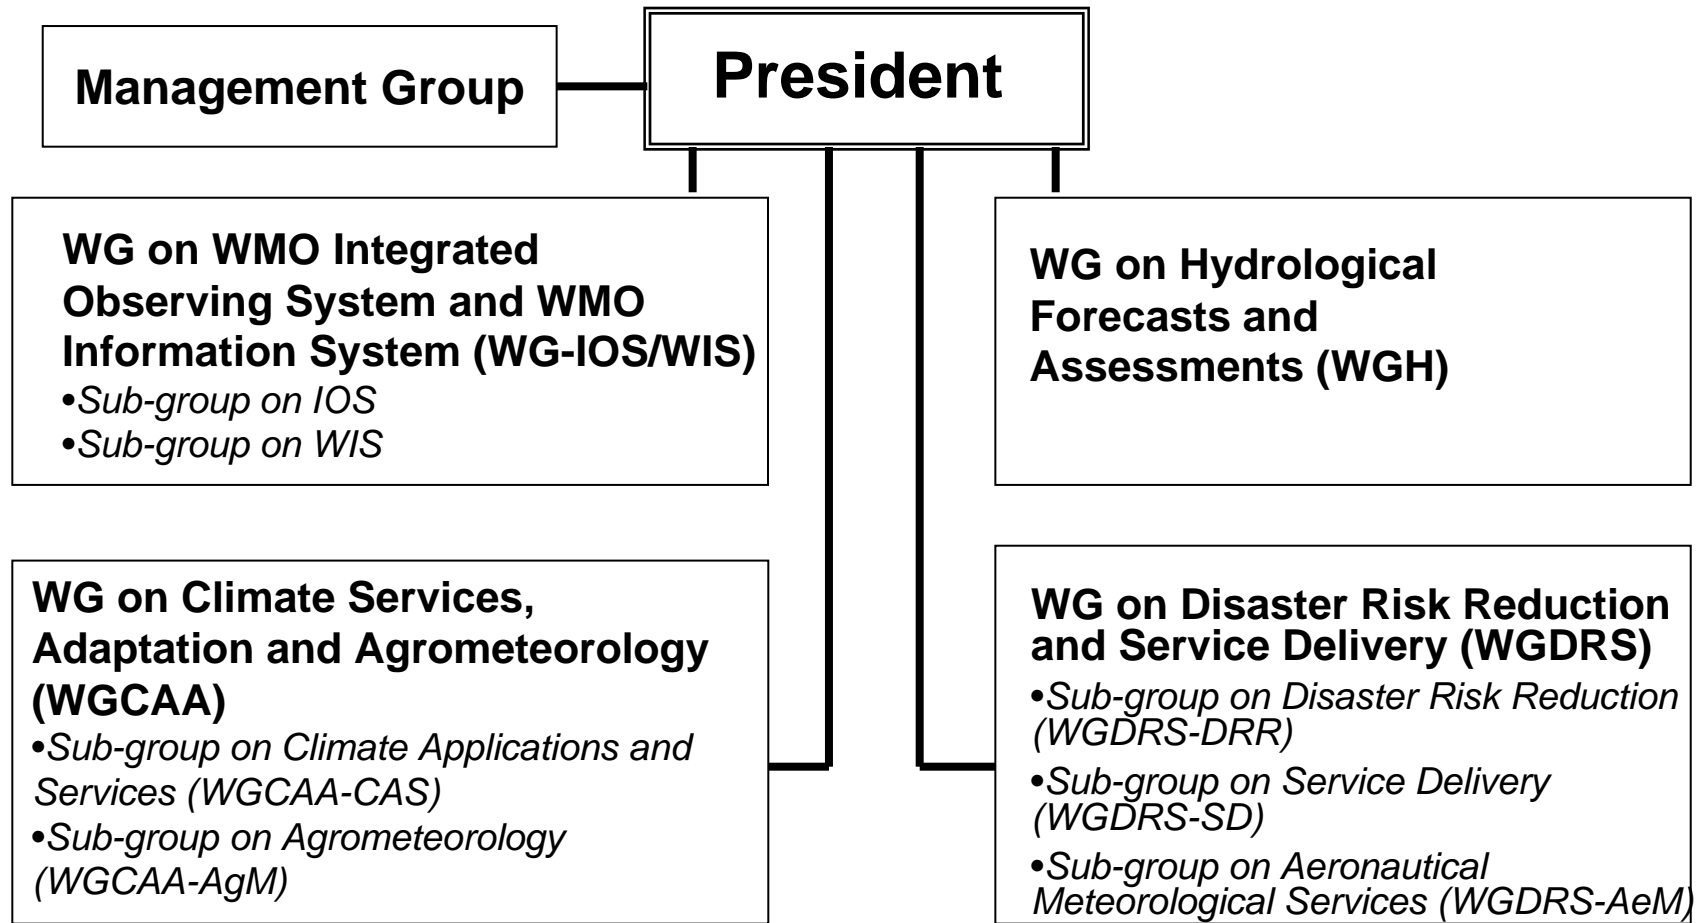 Management Group
President
WG on WMO Integrated
Observing System and WMO
Information System (WG-IOS/WIS)
•Sub-group on IOS
•Sub-group on WIS
WG on Hydrological
Forecasts and
Assessments (WGH)
WG on Climate Services,
Adaptation and Agrometeorology
(WGCAA)
•Sub-group on Climate Applications and
Services (WGCAA-CAS)
•Sub-group on Agrometeorology
(WGCAA-AgM)
WG on Disaster Risk Reduction
and Service Delivery (WGDRS)
•Sub-group on Disaster Risk Reduction
(WGDRS-DRR)
•Sub-group on Service Delivery
(WGDRS-SD)
•Sub-group on Aeronautical
Meteorological Services (WGDRS-AeM)